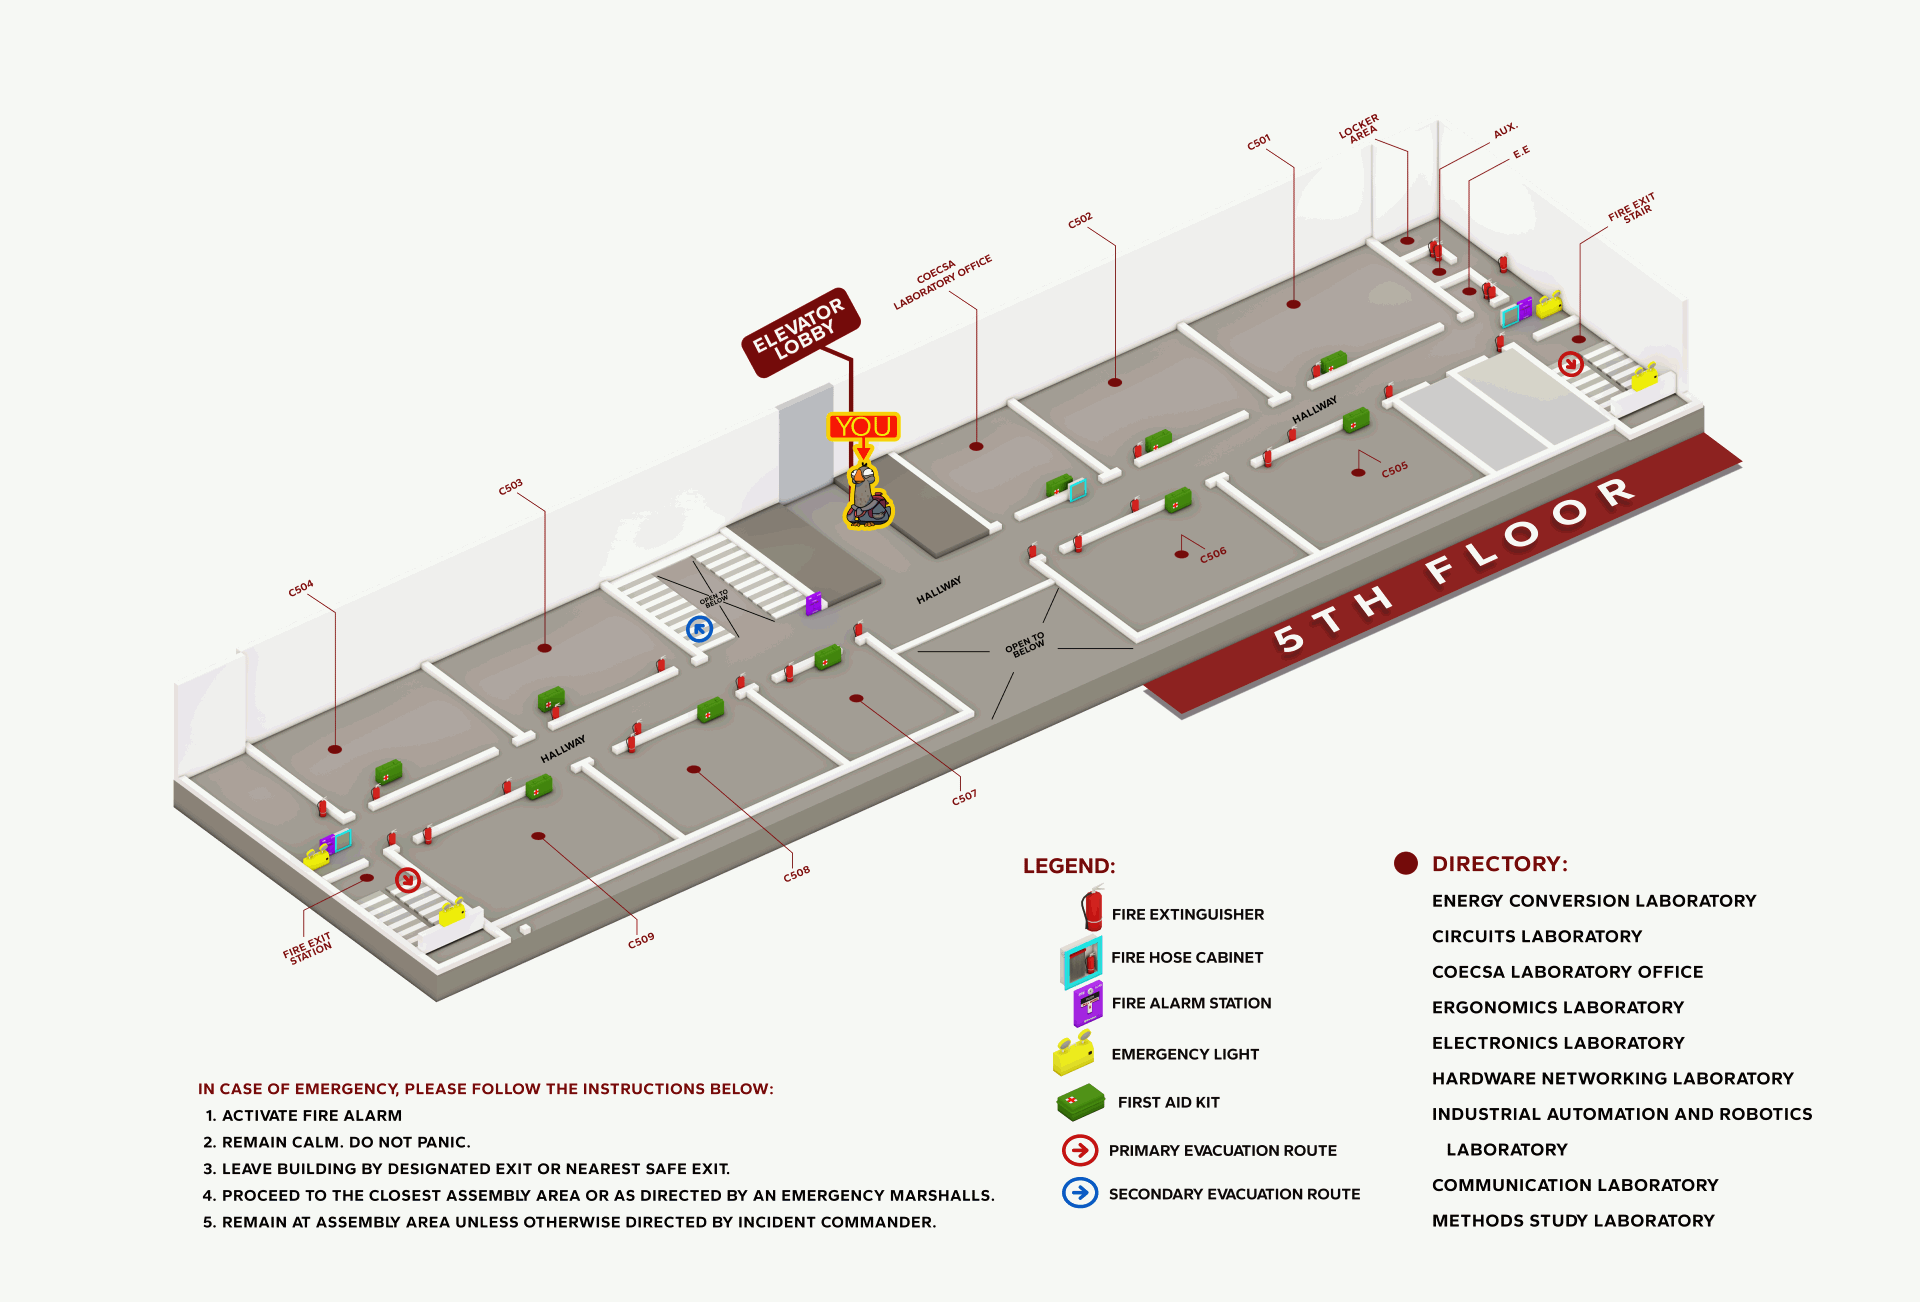 LOCKER
AREA
AUX.
E.E
C501
FIRE EXIT
STAIR
C502
COECSA
LABORATORY OFFICE
ELEVATOR
LOBBY
YOU
HALLWAY
C505
C503
C506
5TH FLOOR
OPEN TO
BELOW
HALLWAY
C504
OPEN TO
BELOW
HALLWAY
C507
C508
C509
FIRE EXIT
STATION
LEGEND:
FIRE EXTINGUISHER
FIRE HOSE CABINET
FIRE ALARM STATION
EMERGENCY LIGHT
FIRST AID KIT
PRIMARY EVACUATION ROUTE
SECONDARY EVACUATION ROUTE
DIRECTORY:
ENERGY CONVERSION LABORATORY
CIRCUITS LABORATORY
COECSA LABORATORY OFFICE
ERGONOMICS LABORATORY
ELECTRONICS LABORATORY
HARDWARE NETWORKING LABORATORY
INDUSTRIAL AUTOMATION AND ROBOTICS
LABORATORY
COMMUNICATION LABORATORY
METHODS STUDY LABORATORY
IN CASE OF EMERGENCY, PLEASE FOLLOW THE INSTRUCTIONS BELOW:
1. ACTIVATE FIRE ALARM
2. REMAIN CALM. DO NOT PANIC.
3. LEAVE BUILDING BY DESIGNATED EXIT OR NEAREST SAFE EXIT.
4. PROCEED TO THE CLOSEST ASSEMBLY AREA OR AS DIRECTED BY AN EMERGENCY MARSHALLS.
5. REMAIN AT ASSEMBLY AREA UNLESS OTHERWISE DIRECTED BY INCIDENT COMMANDER.